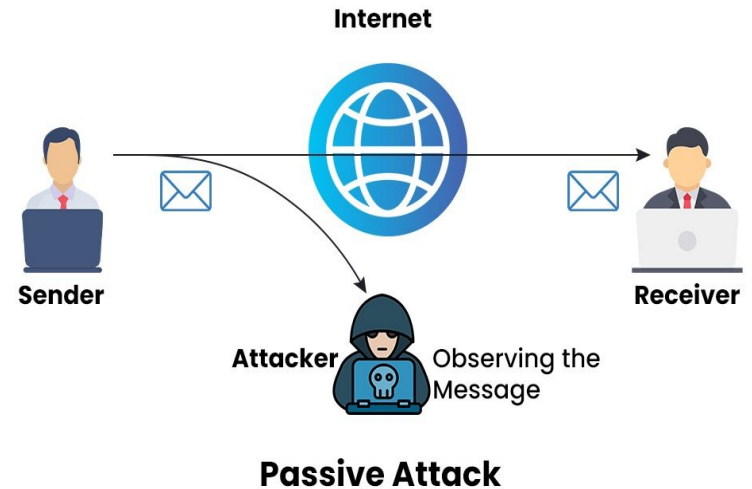 Internet
Sender
Receiver
Attacker
Observing the
Message
Passive Attack